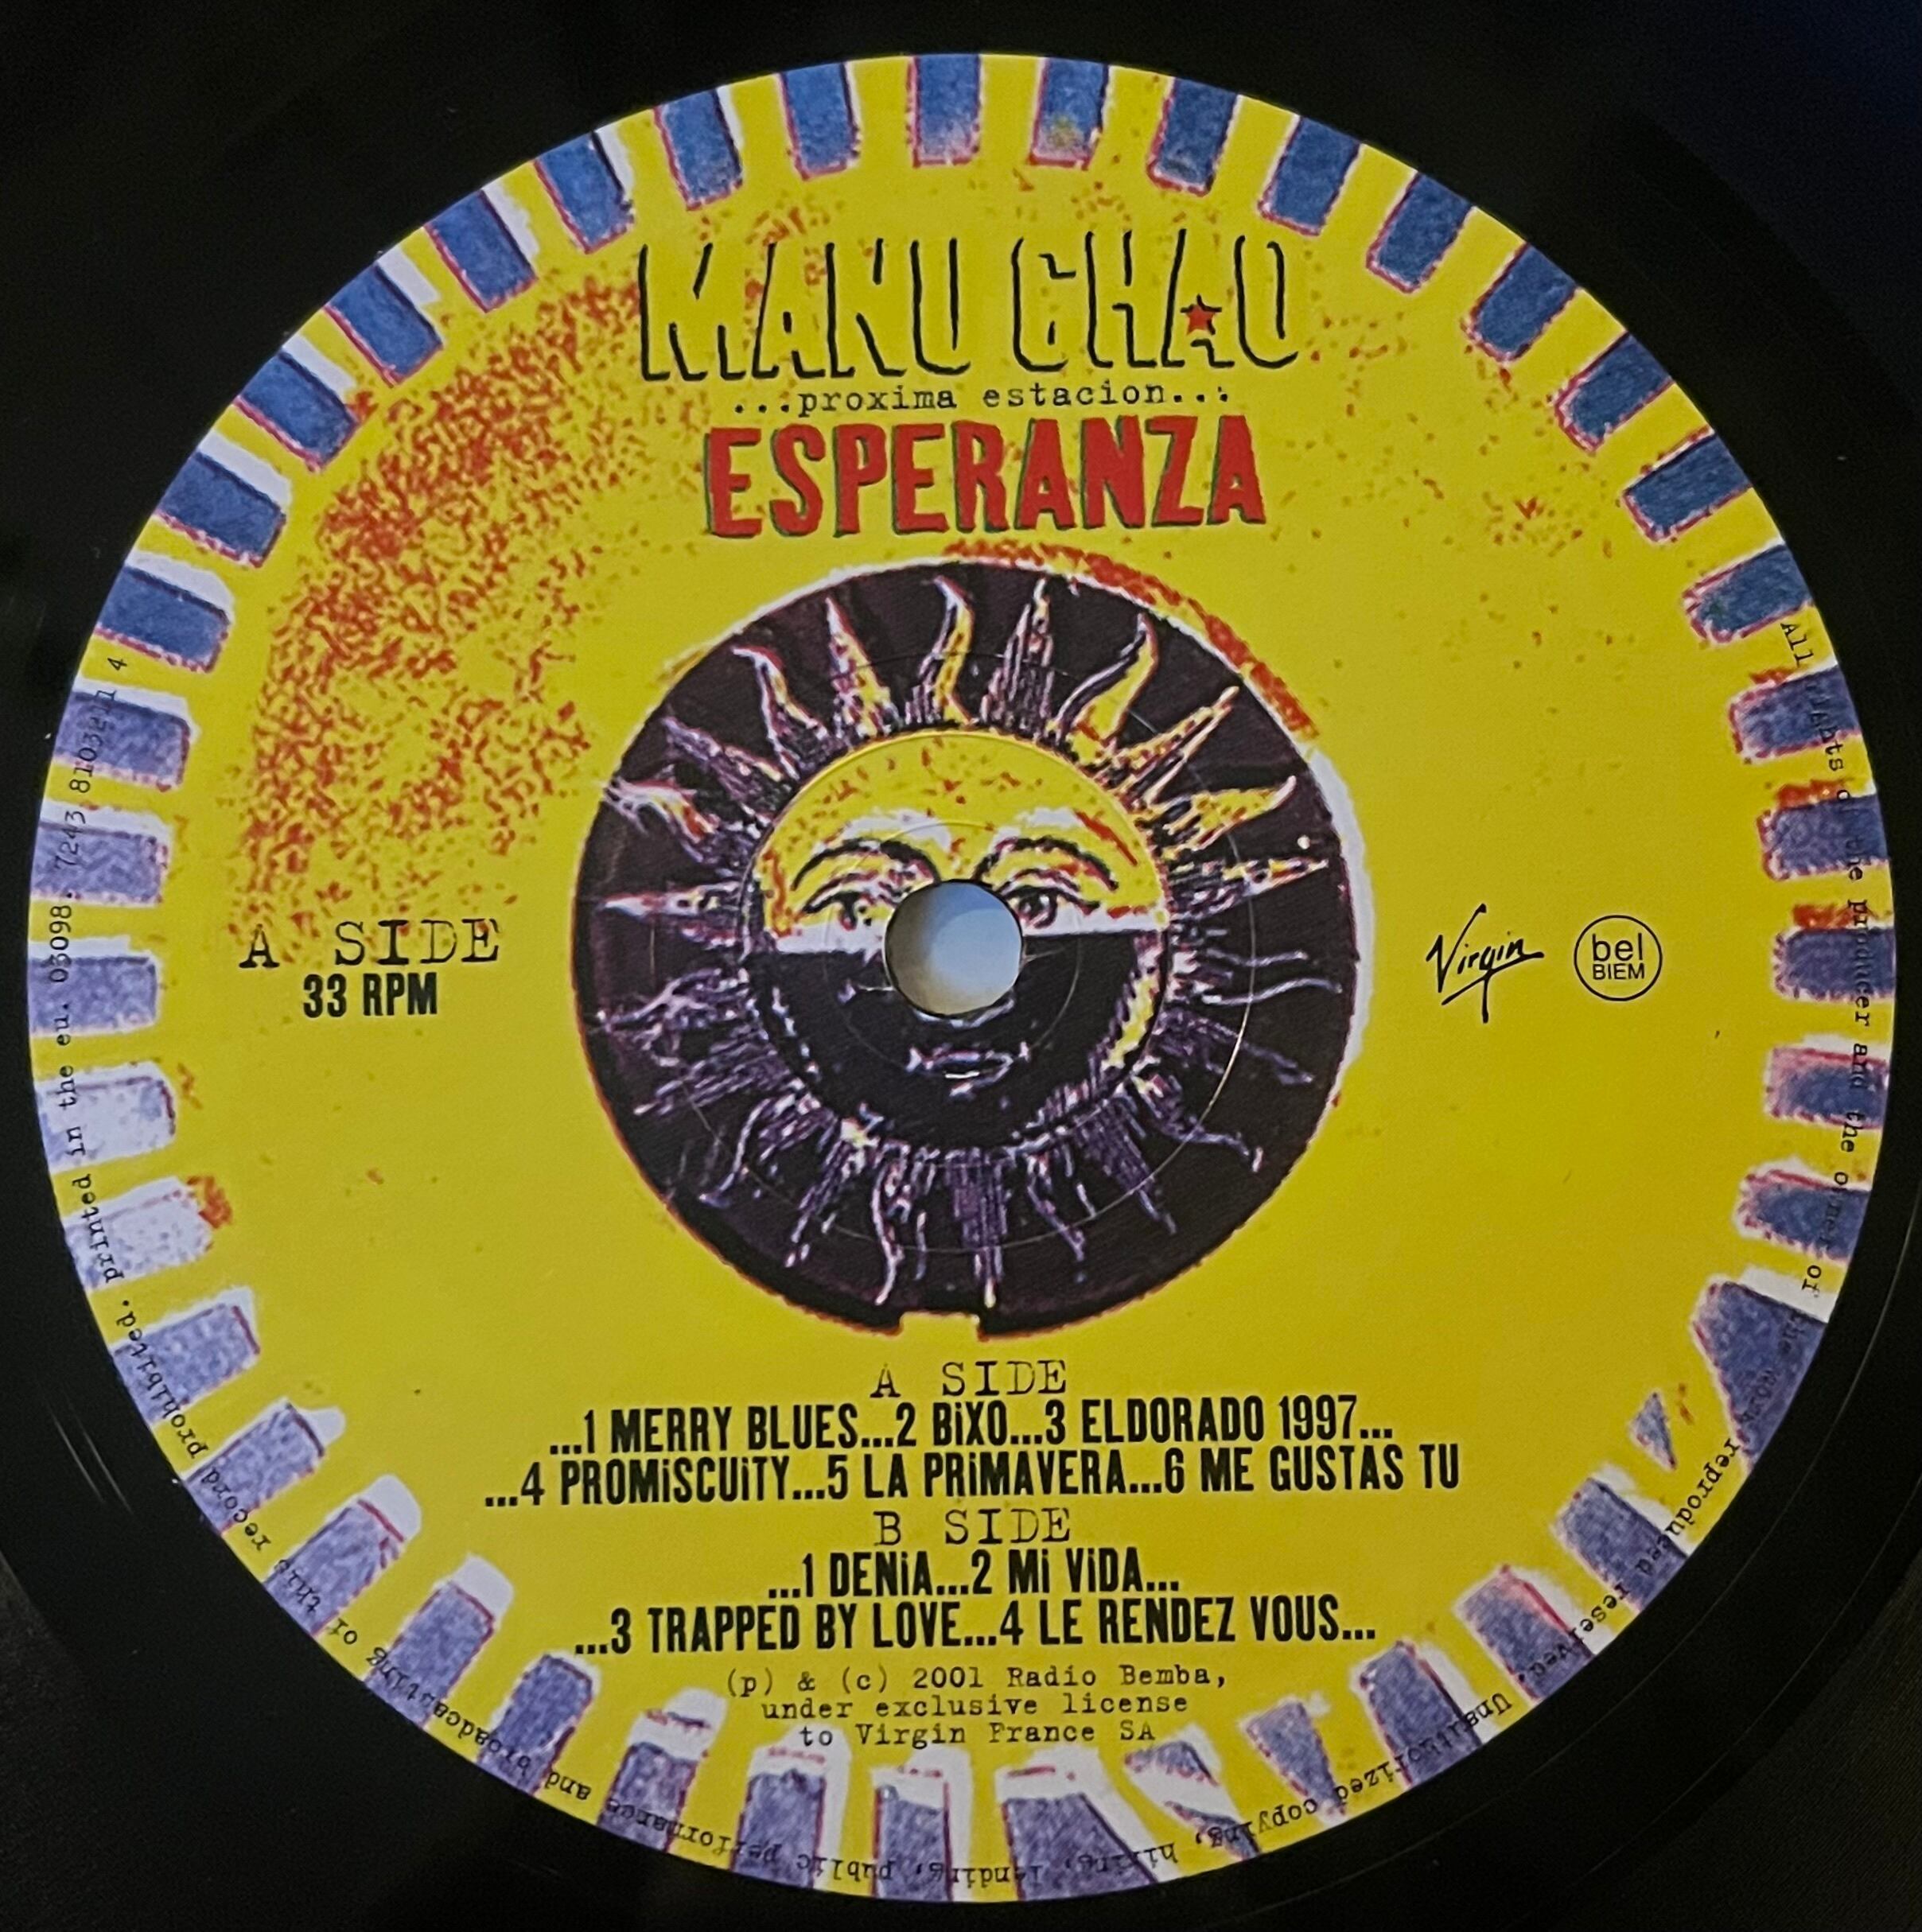 MANU CHAO
...proxima estacion...:
ESPERANZA
A SIDE
33 RPM
Virgin
bel
BIEM
A SIDE
...1 MERRY BLUES...2 BiXO...3 ELDORADO 1997...
...4 PROMiSCUiTY...5 LA PRiMAVERA...6 ME GUSTAS TU
B SIDE
...1 DENiA...2 Mi ViDA...
...3 TRAPPED BY LOVE...4 LE RENDEZ VOUS...
(p) & (c) 2001 Radio Bemba,
under exclusive license
to Virgin France SA
All rights of the producer and the owner of the work reproduced reserved. Unauthorized copying, hiring, lending, public performance and broadcasting of this record prohibited. printed in the eu. 03098. 7243